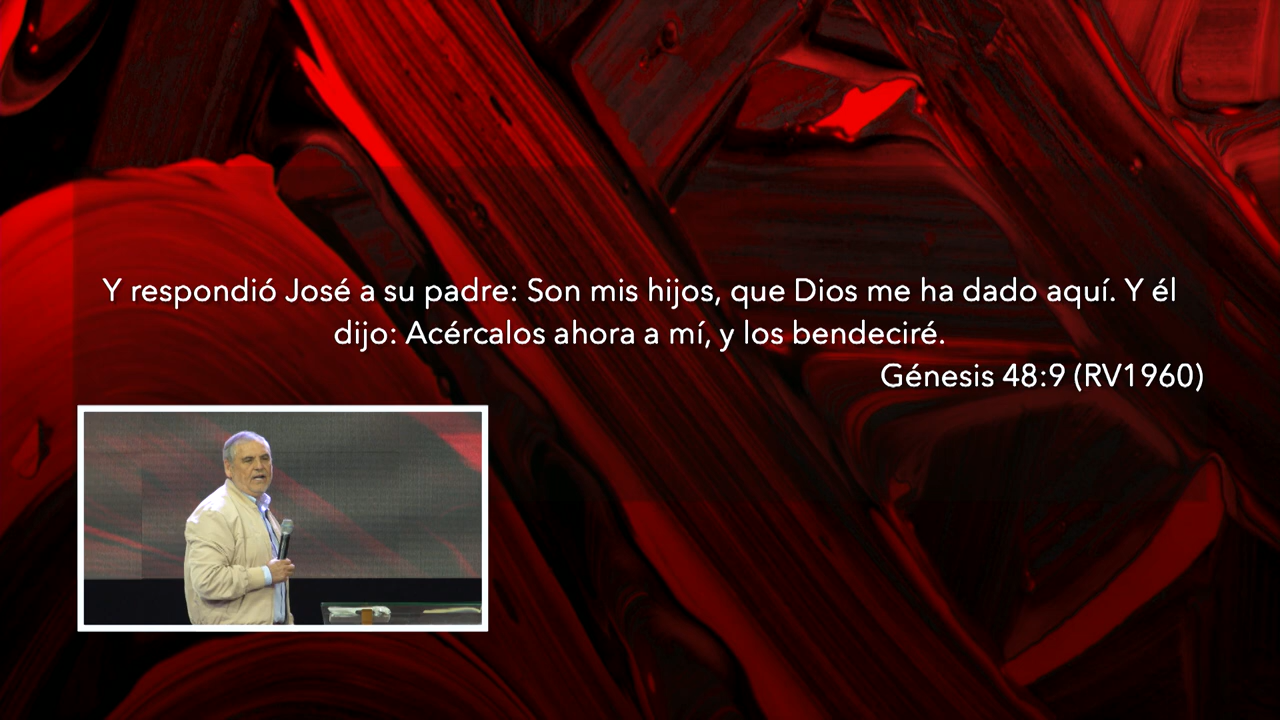 Y respondió José a su padre: Son mis hijos, que Dios me ha dado aquí. Y él
dijo: Acércalos ahora a mí, y los bendeciré.
Génesis 48:9 (RV1960)